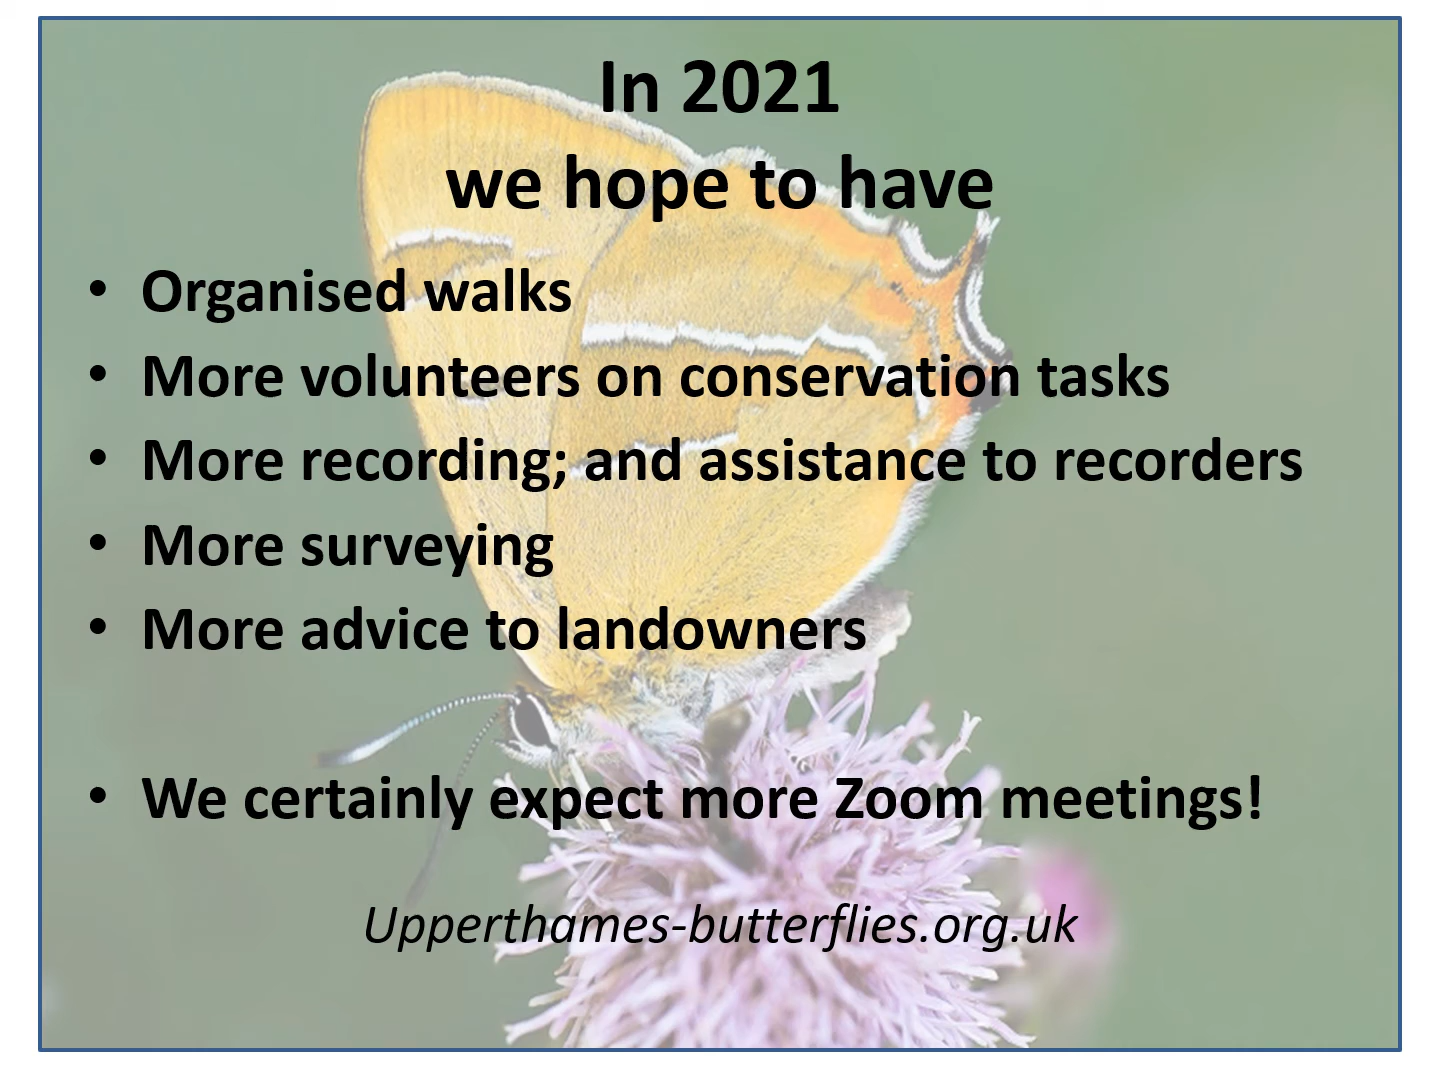 In 2021
we hope to have
• Organised walks
• More volunteers on conservation tasks
• More recording; and assistance to recorders
• More surveying
• More advice to landowners
• We certainly expect more Zoom meetings!
Upperthames-butterflies.org.uk